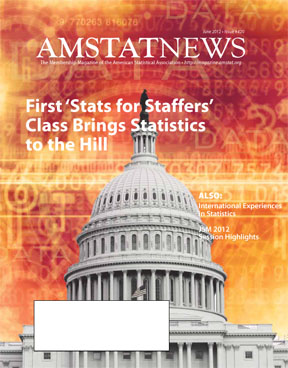 June 2012 • Issue #420
AMSTATNEWS
The Membership Magazine of the American Statistical Association • http://magazine.amstat.org
First ‘Stats for Staffers’
Class Brings Statistics
to the Hill
ALSO:
International Experiences
in Statistics
JSM 2012
Session Highlights